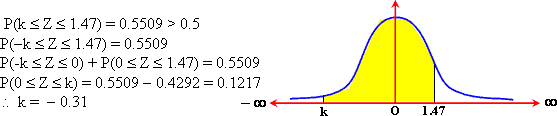 P(k ≤ Z ≤ 1.47) = 0.5509 > 0.5
P(–k ≤ Z ≤ 1.47) = 0.5509
P(-k ≤ Z ≤ 0) + P(0 ≤ Z ≤ 1.47) = 0.5509
P(0 ≤ Z ≤ k) = 0.5509 – 0.4292 = 0.1217
∴ k = – 0.31
– ∞ k O 1.47 ∞